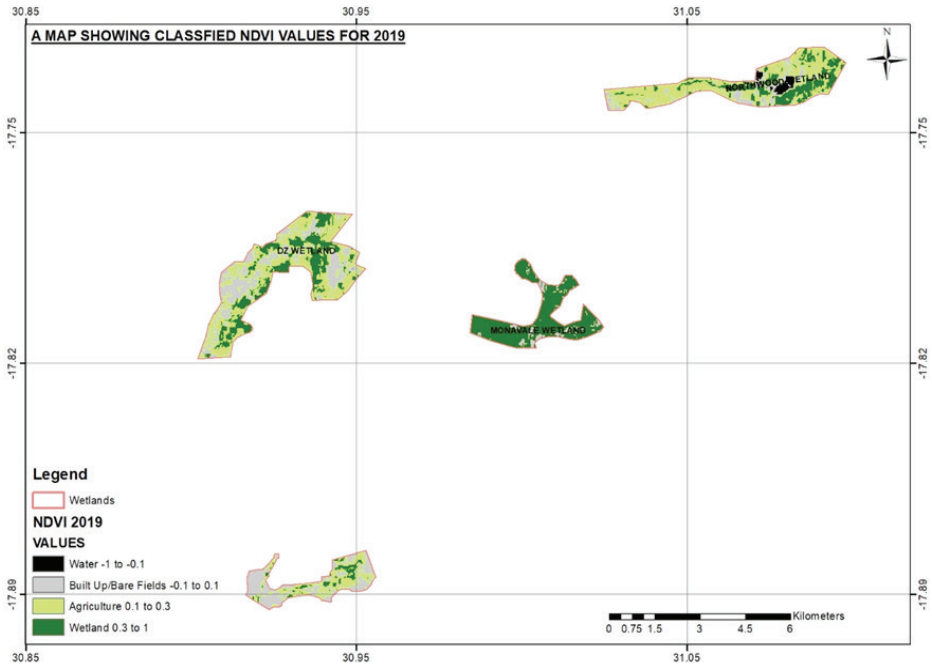 30.85 30.95 31.05
A MAP SHOWING CLASSFIED NDVI VALUES FOR 2019
N
NORTHWOOD WETLAND
-17.75 -17.75
DZ WETLAND
MONAVALE WETLAND
-17.82 -17.82
Legend
Wetlands
NDVI 2019
VALUES
Water -1 to -0.1
Built Up/Bare Fields -0.1 to 0.1
Agriculture 0.1 to 0.3
Wetland 0.3 to 1
-17.89 -17.89
Kilometers
0 0.75 1.5 3 4.5 6
30.85 30.95 31.05